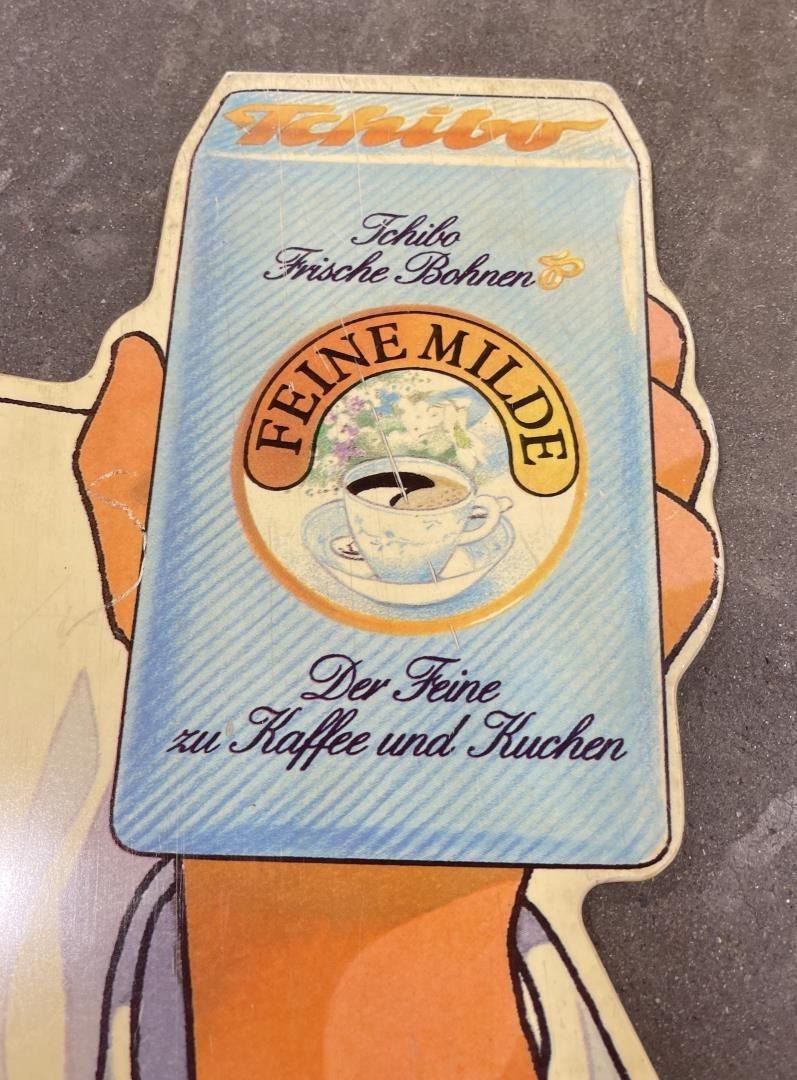 Tchibo
Tchibo
Frische Bohnen
FEINE MILDE
Der Feine
zu Kaffee und Kuchen